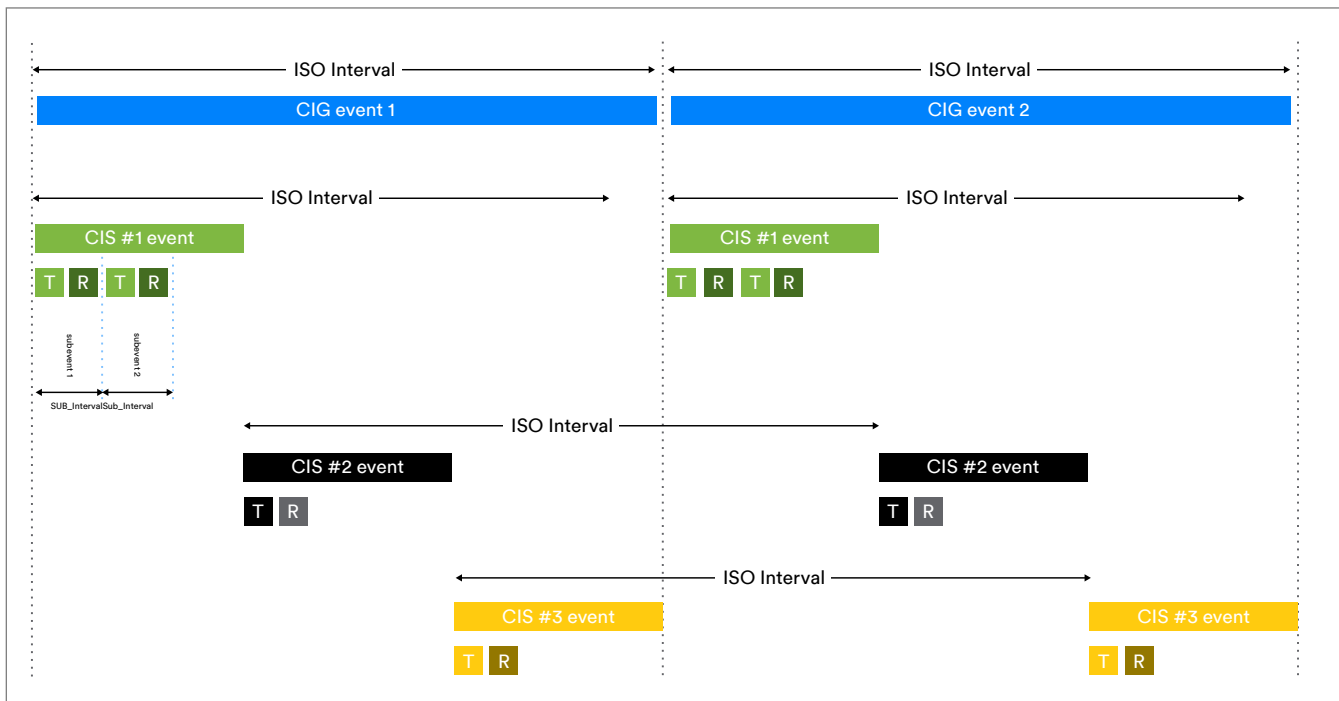 ISO Interval ISO Interval
CIG event 1 CIG event 2
ISO Interval ISO Interval
CIS #1 event CIS #1 event
T R T R T R T R
subevent 1 subevent 2
SUB_IntervalSub_Interval
ISO Interval
CIS #2 event CIS #2 event
T R T R
ISO Interval
CIS #3 event CIS #3 event
T R T R